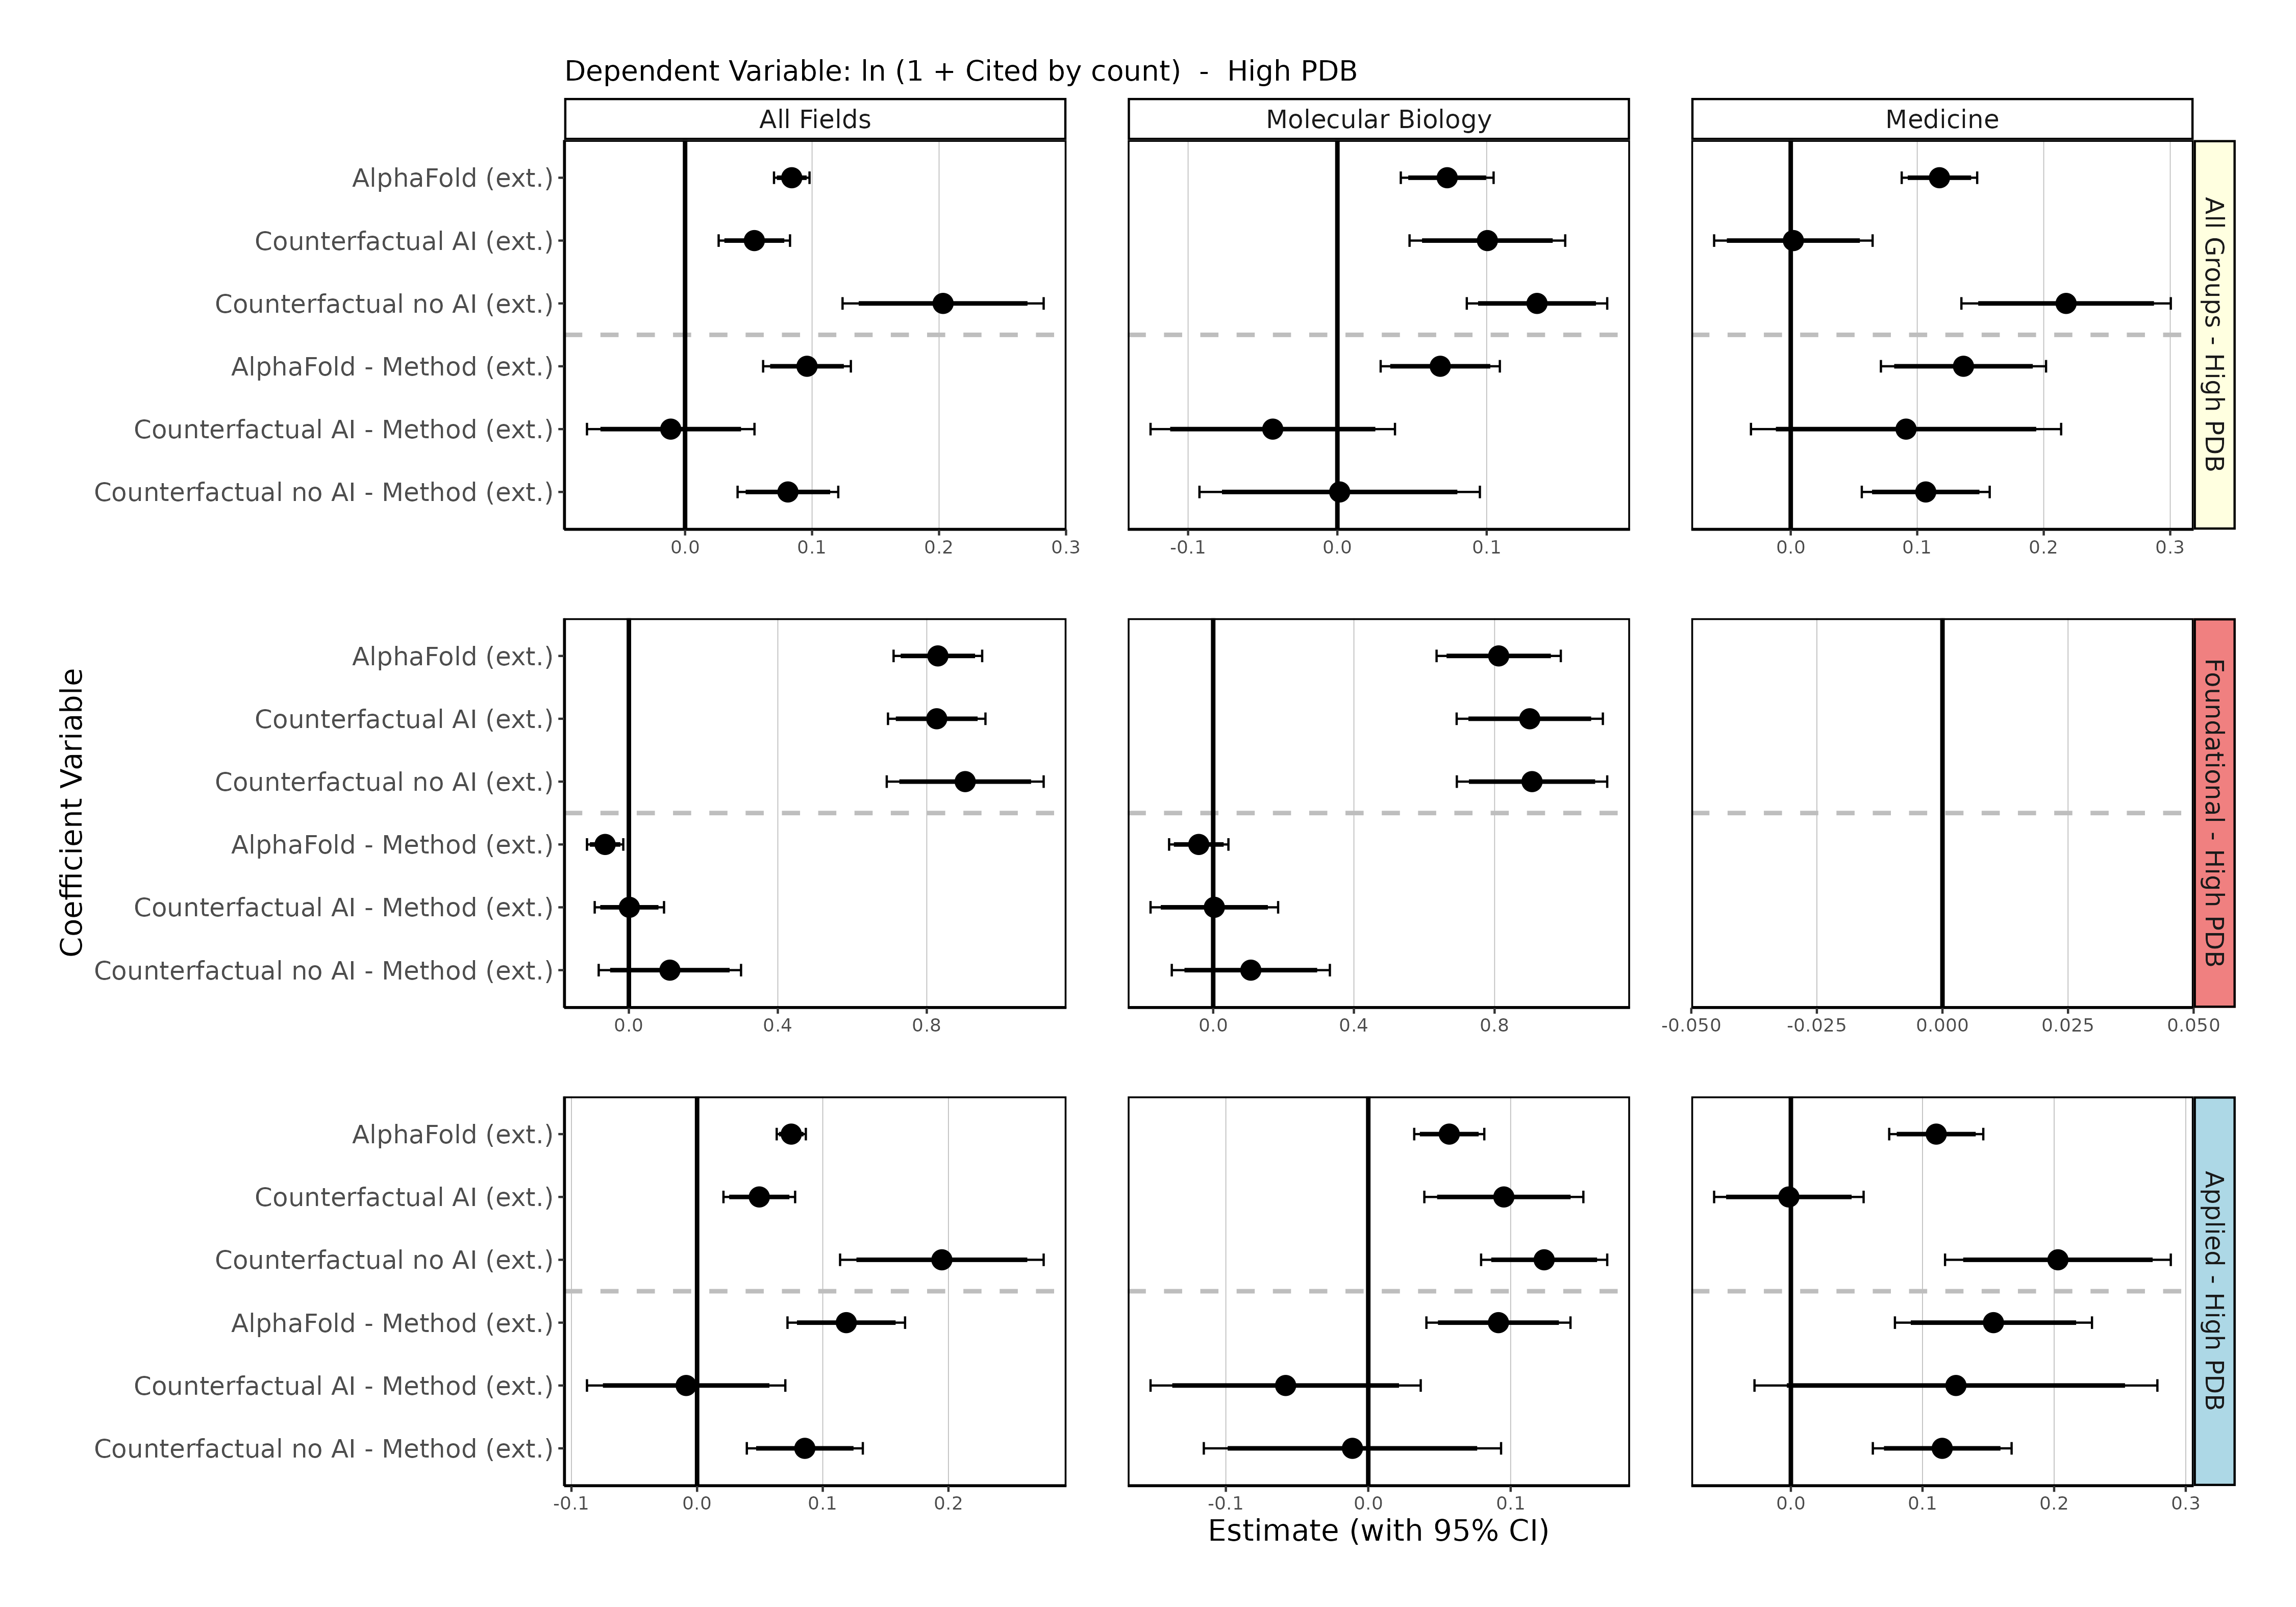 Dependent Variable: ln (1 + Cited by count)  -  High PDB
All Fields
Molecular Biology
Medicine
Coefficient Variable
AlphaFold (ext.)
Counterfactual AI (ext.)
Counterfactual no AI (ext.)
AlphaFold - Method (ext.)
Counterfactual AI - Method (ext.)
Counterfactual no AI - Method (ext.)
All Groups - High PDB
0.0 0.1 0.2 0.3
-0.1 0.0 0.1
0.0 0.1 0.2 0.3
AlphaFold (ext.)
Counterfactual AI (ext.)
Counterfactual no AI (ext.)
AlphaFold - Method (ext.)
Counterfactual AI - Method (ext.)
Counterfactual no AI - Method (ext.)
Foundational - High PDB
0.0 0.4 0.8
0.0 0.4 0.8
-0.050 -0.025 0.000 0.025 0.050
AlphaFold (ext.)
Counterfactual AI (ext.)
Counterfactual no AI (ext.)
AlphaFold - Method (ext.)
Counterfactual AI - Method (ext.)
Counterfactual no AI - Method (ext.)
Applied - High PDB
-0.1 0.0 0.1 0.2
-0.1 0.0 0.1
0.0 0.1 0.2 0.3
Estimate (with 95% CI)